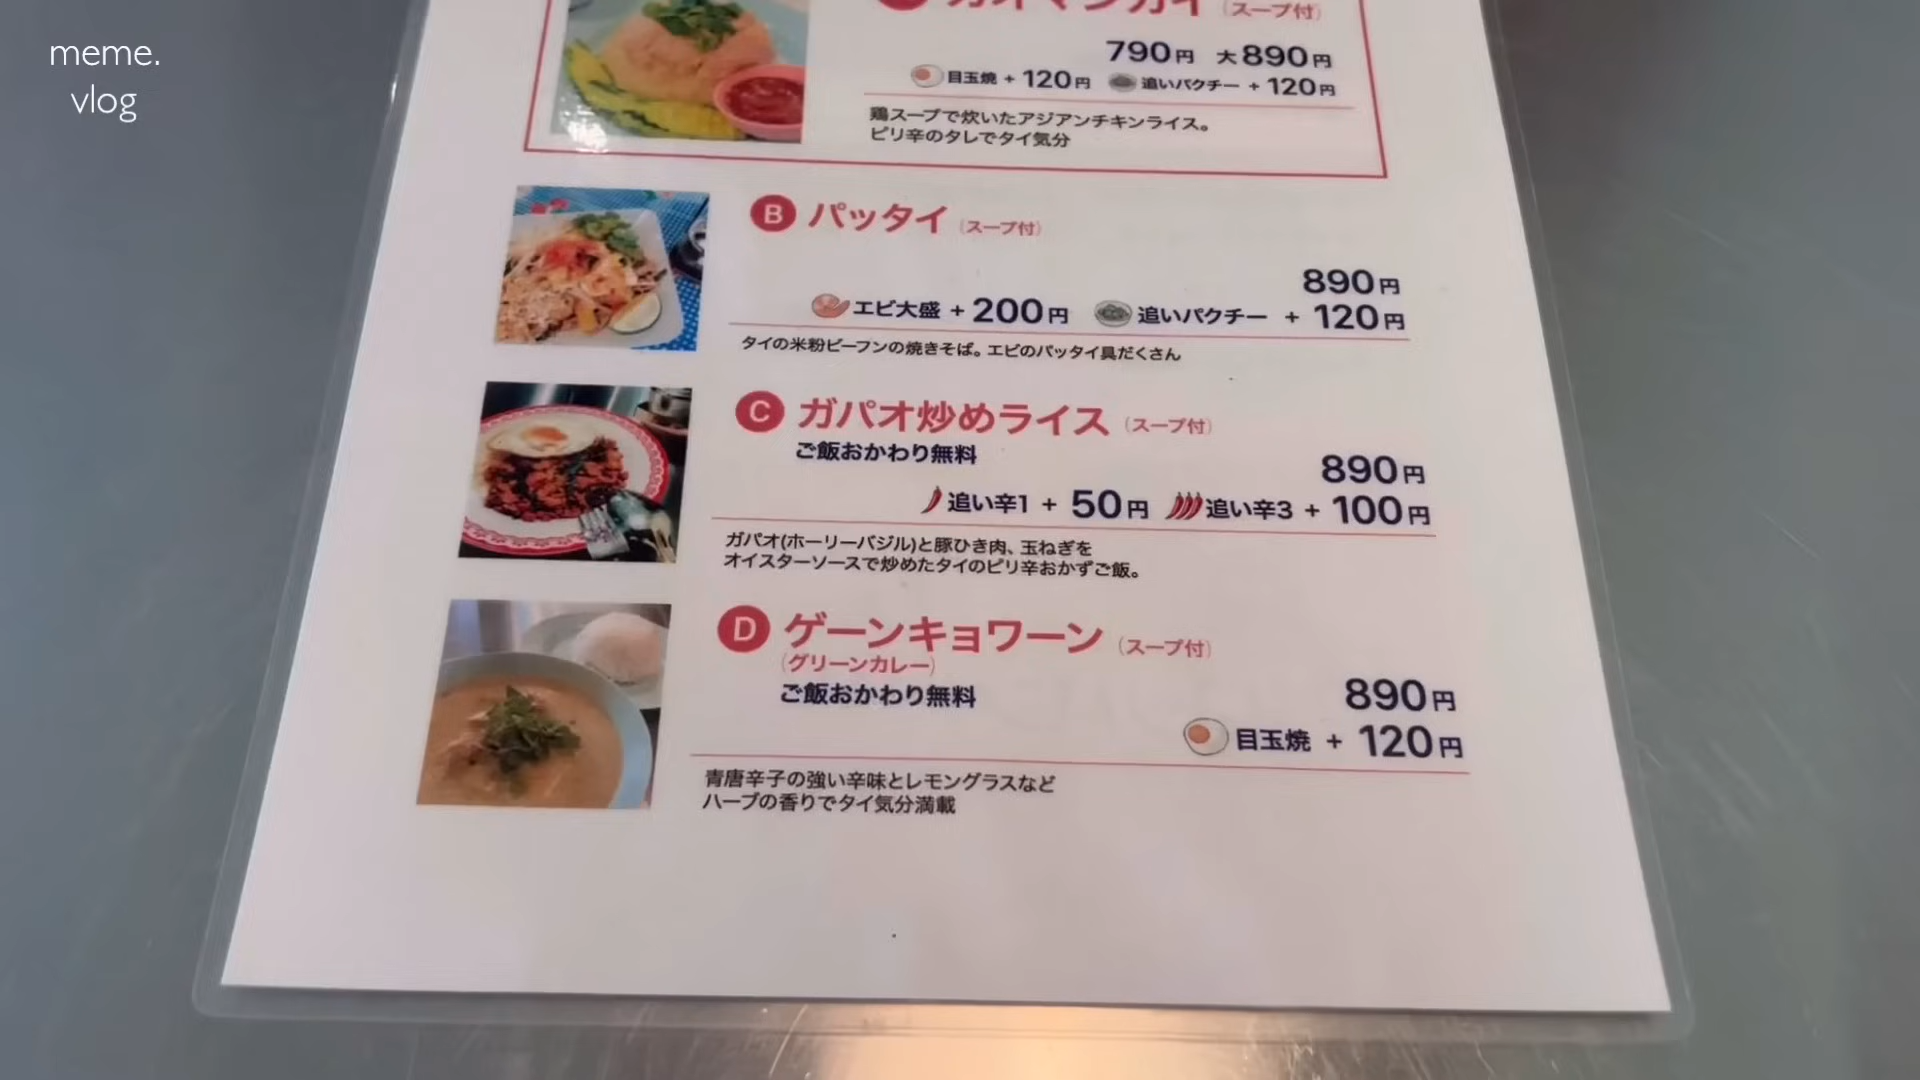 meme.
vlog
カオマンガイ (スープ付)
790円 大890円
目玉焼 + 120円 追いパクチー + 120円
鶏スープで炊いたアジアンチキンライス。
ピリ辛のタレでタイ気分
B パッタイ (スープ付)
890円
エビ大盛 + 200円 追いパクチー + 120円
タイの米粉ビーフンの焼きそば。エビのパッタイ具だくさん
C ガパオ炒めライス (スープ付)
ご飯おかわり無料
890円
追い辛1 + 50円 追い辛3 + 100円
ガパオ(ホーリーバジル)と豚ひき肉、玉ねぎを
オイスターソースで炒めたタイのピリ辛おかずご飯。
D ゲーンキョワーン (スープ付)
(グリーンカレー)
ご飯おかわり無料
890円
目玉焼 + 120円
青唐辛子の強い辛味とレモングラスなど
ハーブの香りでタイ気分満載